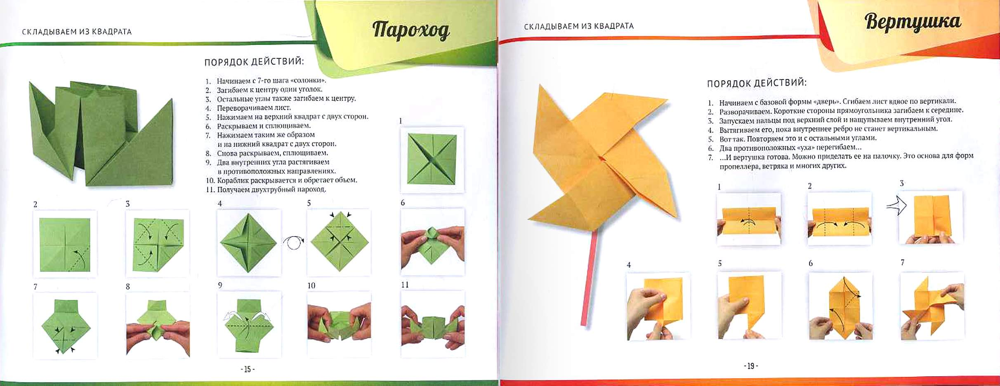 СКЛАДЫВАЕМ ИЗ КВАДРАТА
Пароход
ПОРЯДОК ДЕЙСТВИЙ:
1. Начинаем с 7-го шага «солонки».
2. Загибаем к центру один уголок.
3. Остальные углы также загибаем к центру.
4. Переворачиваем лист.
5. Нажимаем на верхний квадрат с двух сторон.
6. Раскрываем и сплющиваем.
7. Нажимаем таким же образом
и на нижний квадрат с двух сторон.
8. Снова раскрываем, сплющиваем.
9. Два внутренних угла растягиваем
в противоположных направлениях.
10. Кораблик раскрывается и обретает объем.
11. Получаем двухтрубный пароход.
1
2
3
4
5
6
7
8
9
10
11
- 15 -
СКЛАДЫВАЕМ ИЗ КВАДРАТА
Вертушка
ПОРЯДОК ДЕЙСТВИЙ:
1. Начинаем с базовой формы «дверь». Сгибаем лист вдвое по вертикали.
2. Разворачиваем. Короткие стороны прямоугольника загибаем к середине.
3. Запускаем пальцы под верхний слой и нащупываем внутренний угол.
4. Вытягиваем его, пока внутреннее ребро не станет вертикальным.
5. Вот так. Повторяем это и с остальными углами.
6. Два противоположных «уха» перегибаем...
7. ...И вертушка готова. Можно приделать ее на палочку. Это основа для форм
пропеллера, ветряка и многих других.
1
2
3
4
5
6
7
- 19 -